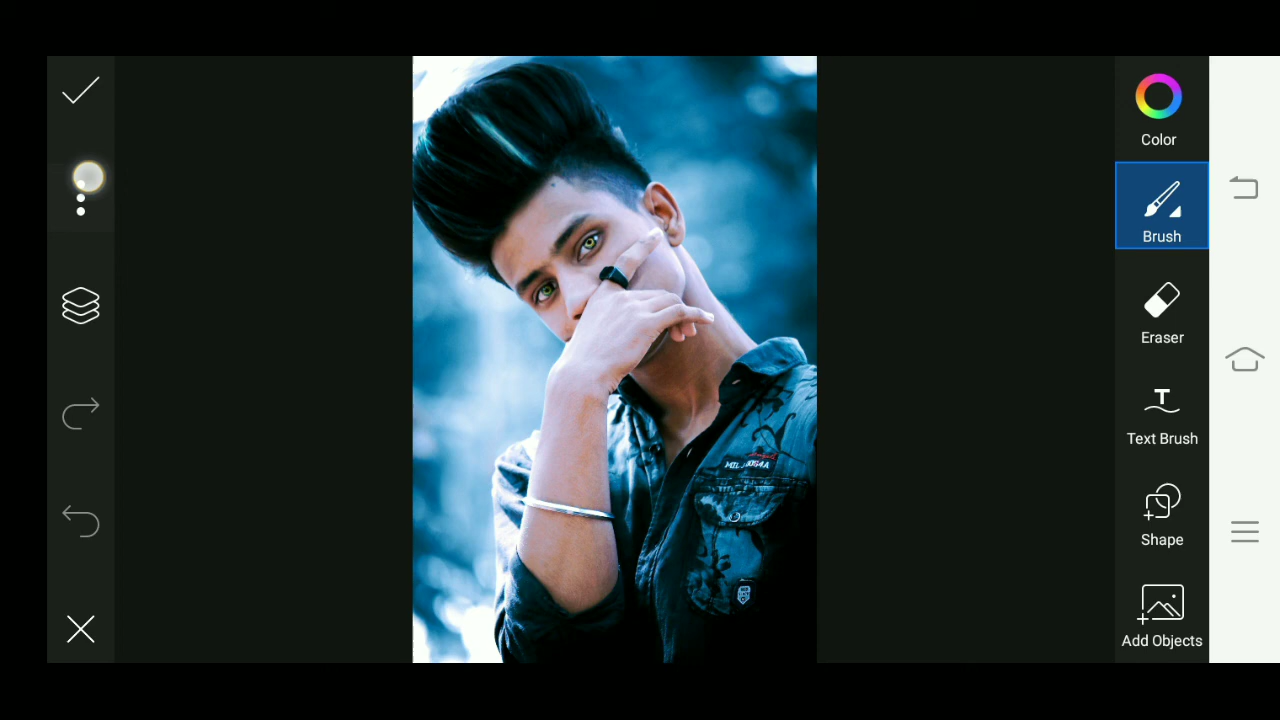 Color
Brush
Eraser
Text Brush
Shape
Add Objects